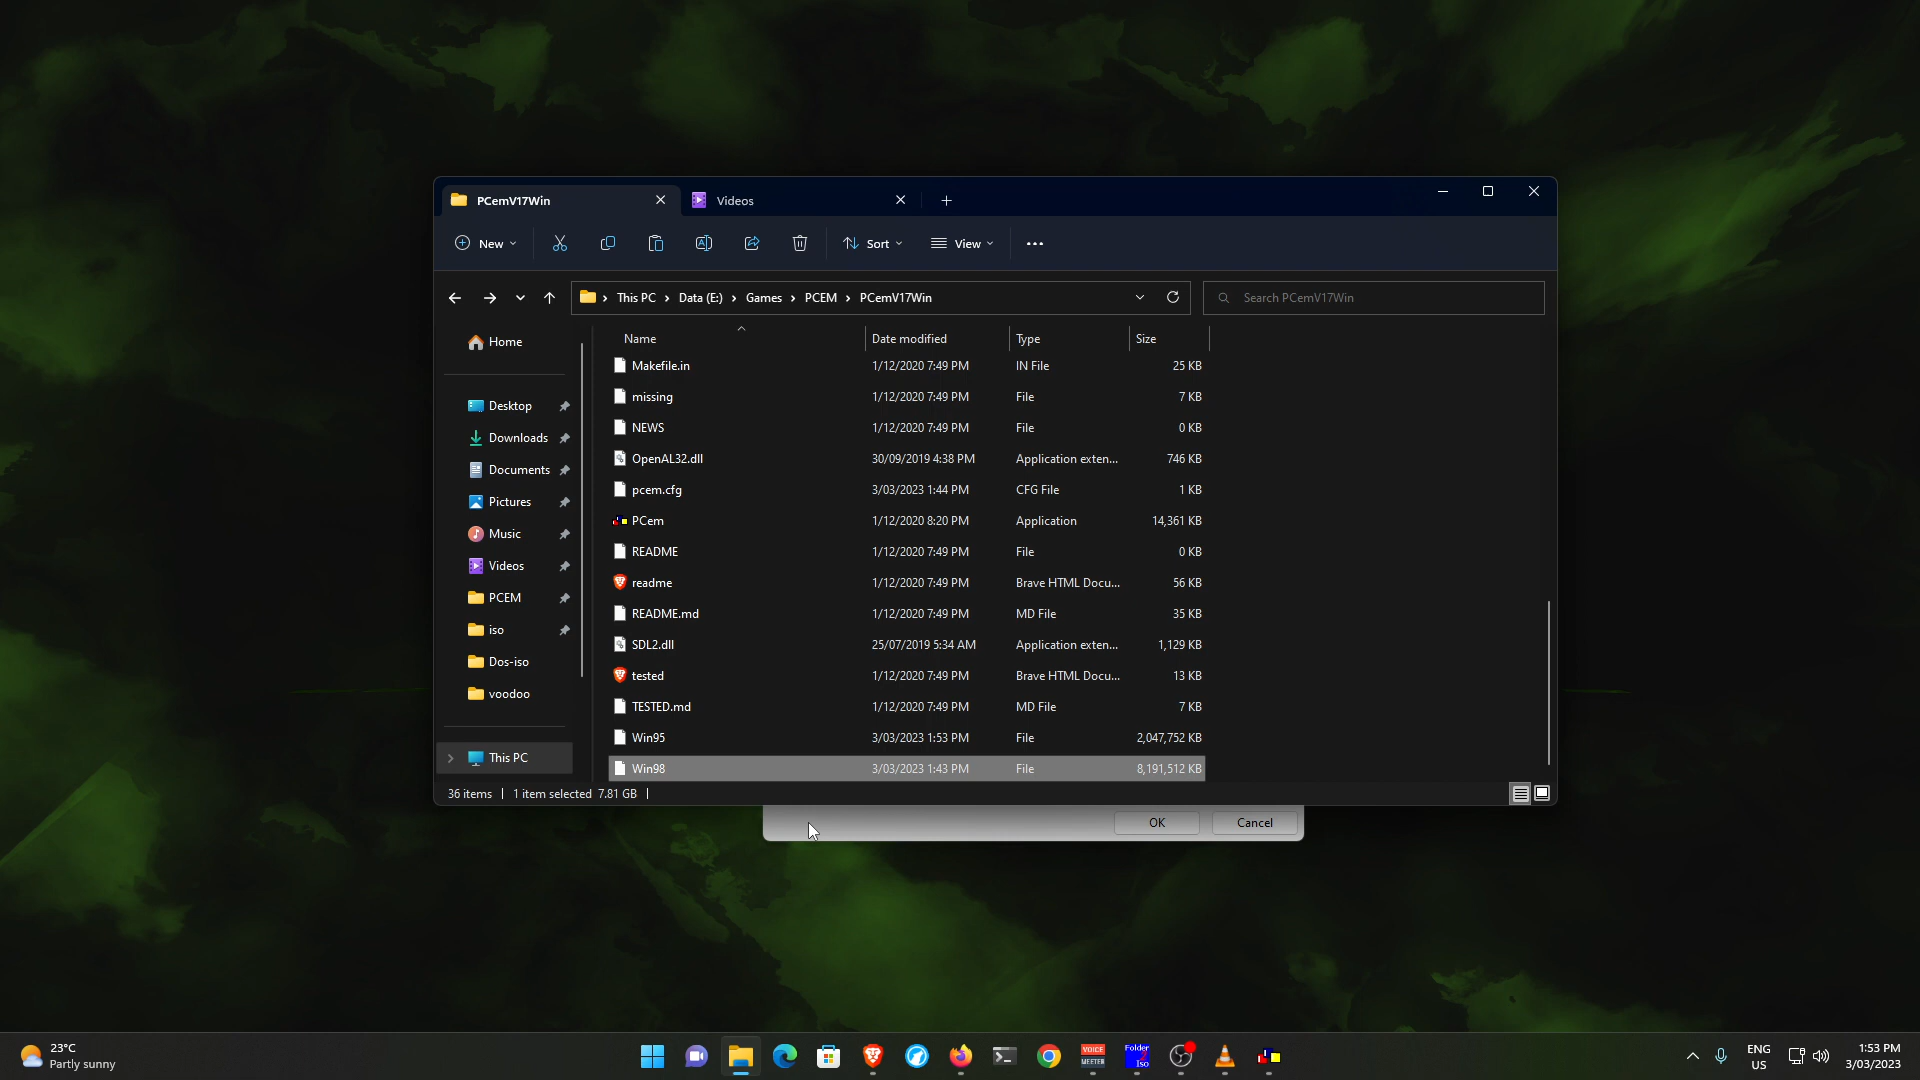 PCemV17Win
Videos
New
Sort
View
This PC > Data (E:) > Games > PCEM > PCemV17Win
Search PCemV17Win
Name Date modified Type Size
Home
Desktop
Downloads
Documents
Pictures
Music
Videos
PCEM
iso
Dos-iso
voodoo
This PC
Makefile.in 1/12/2020 7:49 PM IN File 25 KB
missing 1/12/2020 7:49 PM File 7 KB
NEWS 1/12/2020 7:49 PM File 0 KB
OpenAL32.dll 30/09/2019 4:38 PM Application exten... 746 KB
pcem.cfg 3/03/2023 1:44 PM CFG File 1 KB
PCem 1/12/2020 8:20 PM Application 14,361 KB
README 1/12/2020 7:49 PM File 0 KB
readme 1/12/2020 7:49 PM Brave HTML Docu... 56 KB
README.md 1/12/2020 7:49 PM MD File 35 KB
SDL2.dll 25/07/2019 5:34 AM Application exten... 1,129 KB
tested 1/12/2020 7:49 PM Brave HTML Docu... 13 KB
TESTED.md 1/12/2020 7:49 PM MD File 7 KB
Win95 3/03/2023 1:53 PM File 2,047,752 KB
Win98 3/03/2023 1:43 PM File 8,191,512 KB
36 items 1 item selected 7.81 GB
OK Cancel
23°C
Partly sunny
VOICE
MEETER
Folder
2
Iso
ENG
US
1:53 PM
3/03/2023